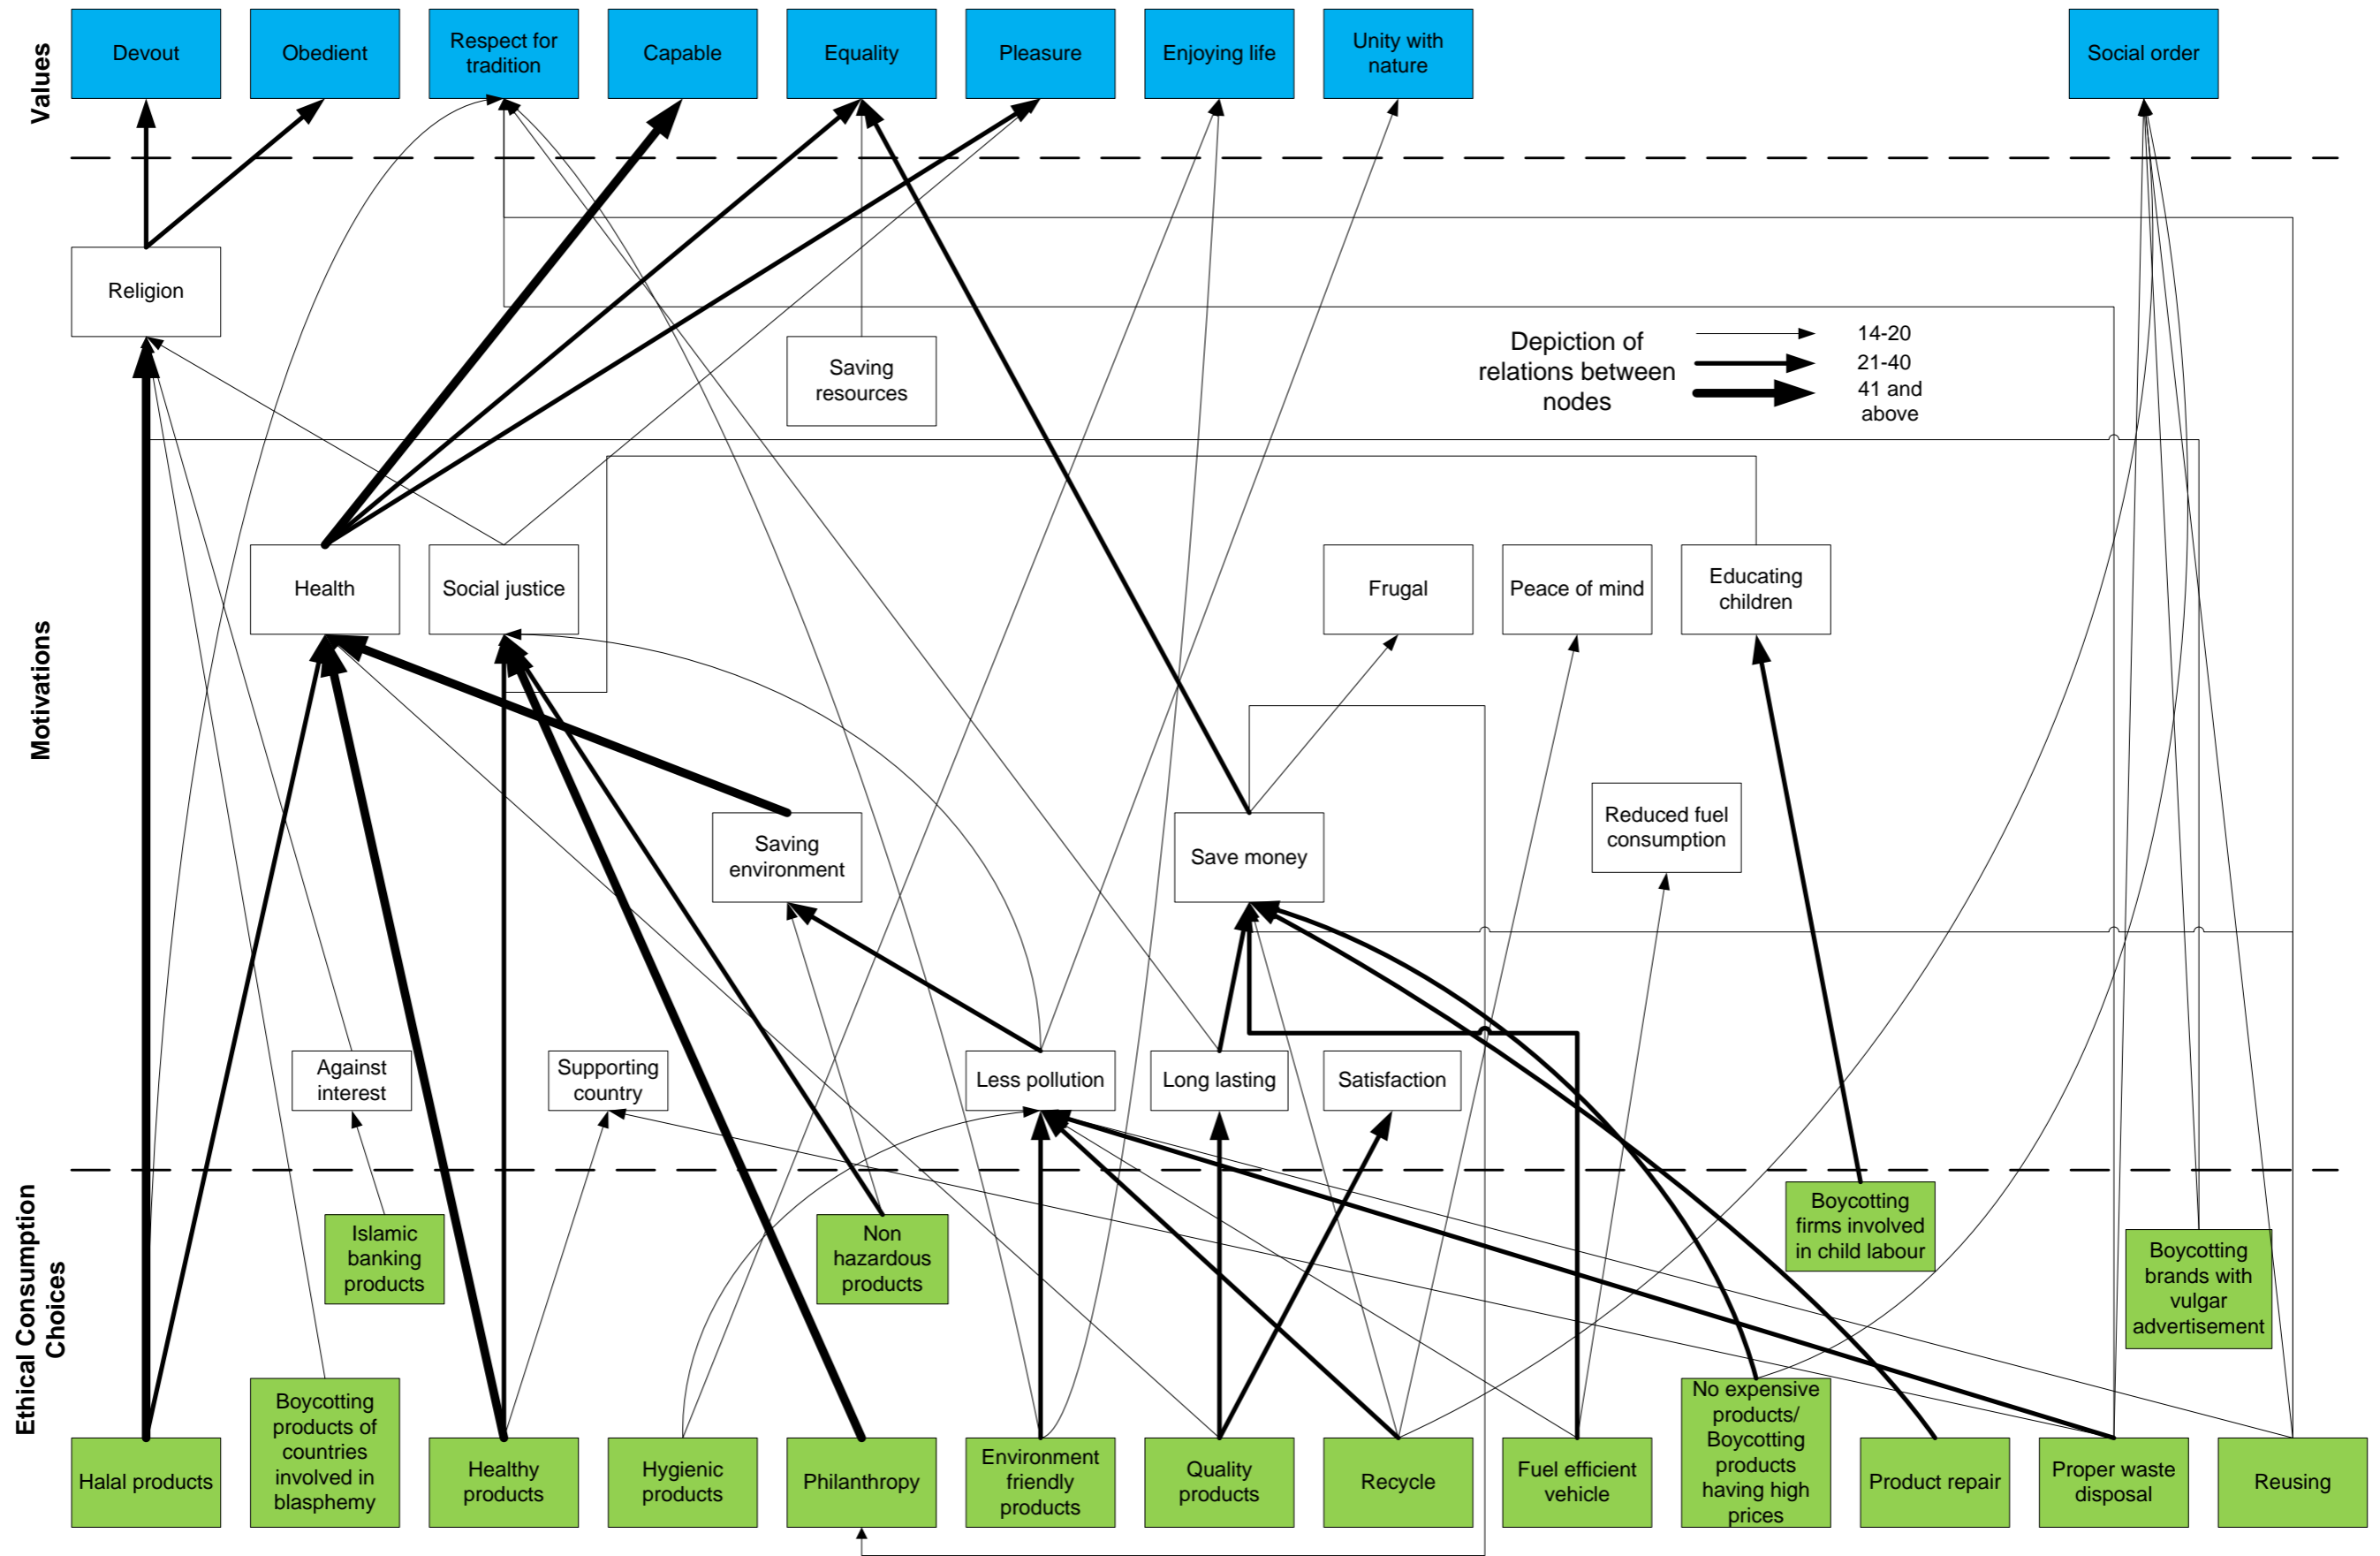 Values
Devout
Obedient
Respect for
tradition
Capable
Equality
Pleasure
Enjoying life
Unity with
nature
Social order
Religion
Saving
resources
Depiction of
relations between
nodes
14-20
21-40
41 and
above
Motivations
Health
Social justice
Frugal
Peace of mind
Educating
children
Saving
environment
Save money
Reduced fuel
consumption
Against
interest
Supporting
country
Less pollution
Long lasting
Satisfaction
Ethical Consumption
Choices
Islamic
banking
products
Non
hazardous
products
Boycotting
firms involved
in child labour
Boycotting
brands with
vulgar
advertisement
Halal products
Boycotting
products of
countries
involved in
blasphemy
Healthy
products
Hygienic
products
Philanthropy
Environment
friendly
products
Quality
products
Recycle
Fuel efficient
vehicle
No expensive
products/
Boycotting
products
having high
prices
Product repair
Proper waste
disposal
Reusing